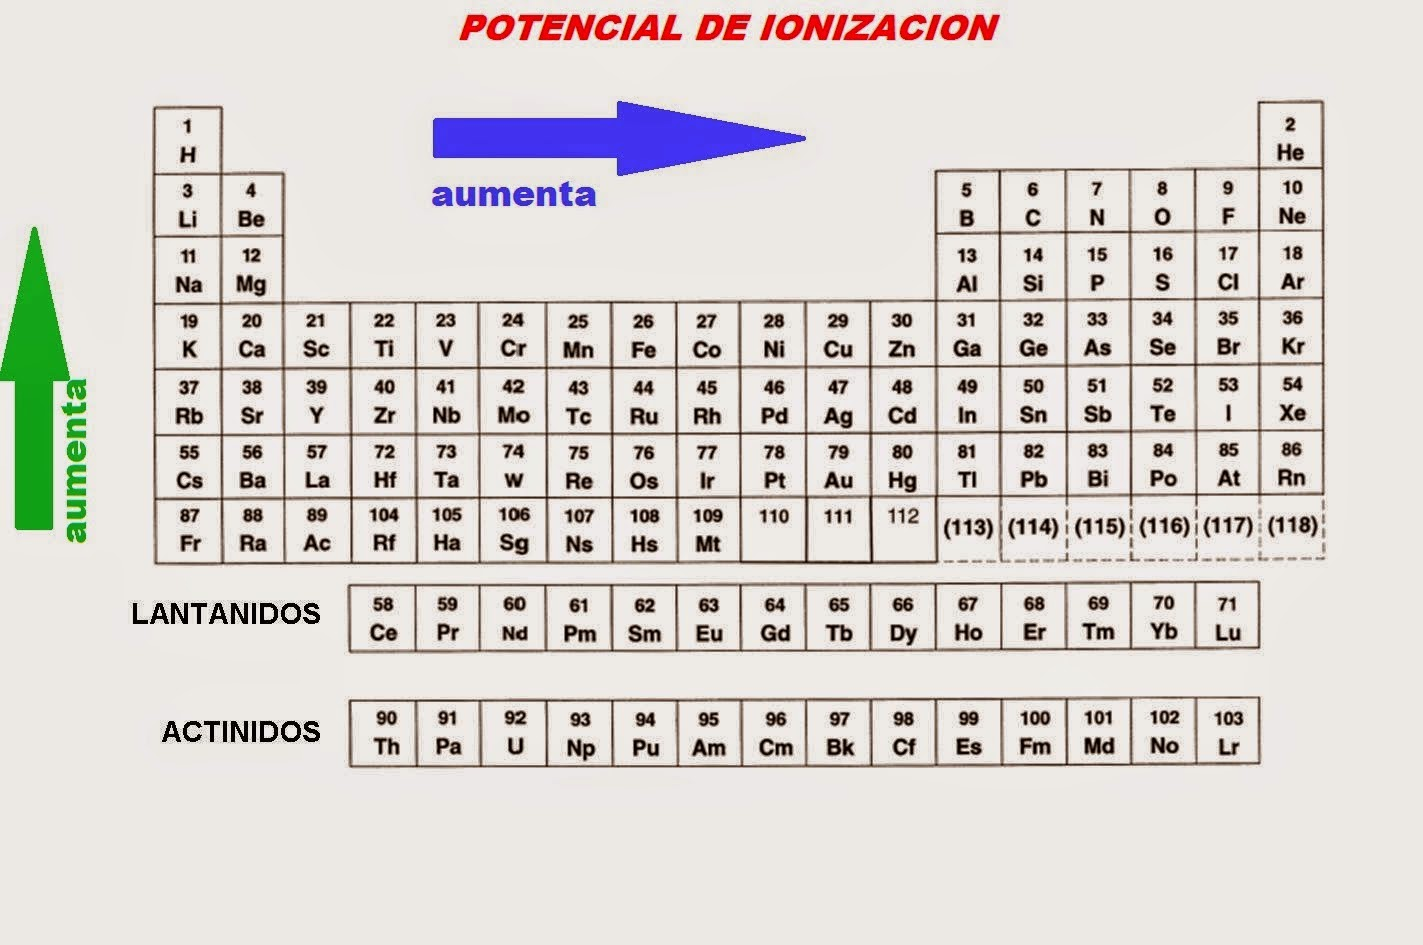 POTENCIAL DE IONIZACION
aumenta
aumenta
1 2
H He
3 4 5 6 7 8 9 10
Li Be B C N O F Ne
11 12 13 14 15 16 17 18
Na Mg Al Si P S Cl Ar
19 20 21 22 23 24 25 26 27 28 29 30 31 32 33 34 35 36
K Ca Sc Ti V Cr Mn Fe Co Ni Cu Zn Ga Ge As Se Br Kr
37 38 39 40 41 42 43 44 45 46 47 48 49 50 51 52 53 54
Rb Sr Y Zr Nb Mo Tc Ru Rh Pd Ag Cd In Sn Sb Te I Xe
55 56 57 72 73 74 75 76 77 78 79 80 81 82 83 84 85 86
Cs Ba La Hf Ta W Re Os Ir Pt Au Hg Tl Pb Bi Po At Rn
87 88 89 104 105 106 107 108 109 110 111 112 (113) (114) (115) (116) (117) (118)
Fr Ra Ac Rf Ha Sg Ns Hs Mt
LANTANIDOS
58 59 60 61 62 63 64 65 66 67 68 69 70 71
Ce Pr Nd Pm Sm Eu Gd Tb Dy Ho Er Tm Yb Lu
ACTINIDOS
90 91 92 93 94 95 96 97 98 99 100 101 102 103
Th Pa U Np Pu Am Cm Bk Cf Es Fm Md No Lr